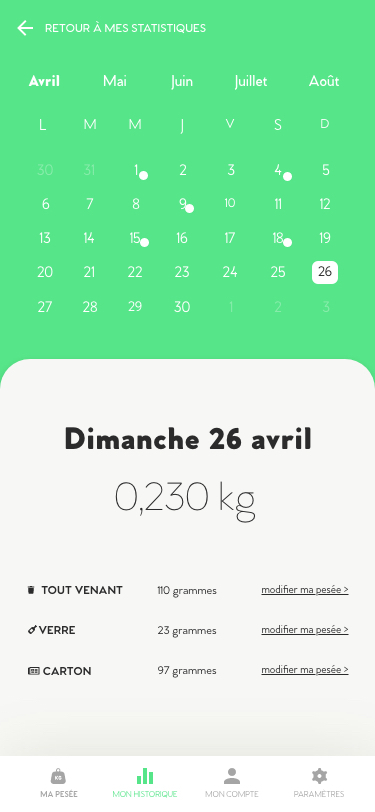 RETOUR À MES STATISTIQUES
Avril Mai Juin Juillet Août
L M M J V S D
30 31 1 2 3 4 5
6 7 8 9 10 11 12
13 14 15 16 17 18 19
20 21 22 23 24 25 26
27 28 29 30 1 2 3
Dimanche 26 avril
0,230 kg
TOUT VENANT 110 grammes modifier ma pesée >
VERRE 23 grammes modifier ma pesée >
CARTON 97 grammes modifier ma pesée >
KG
MA PESÉE MON HISTORIQUE MON COMPTE PARAMÈTRES